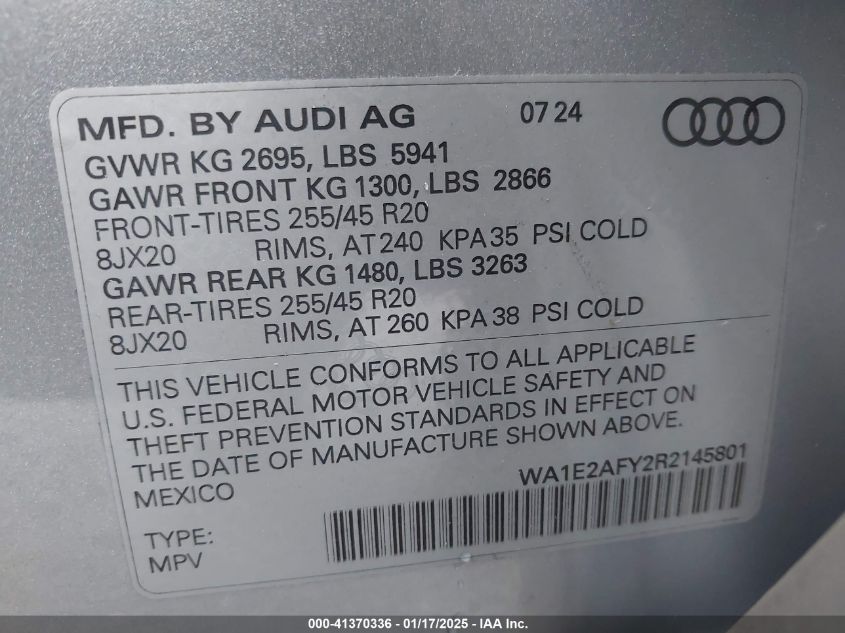 MFD. BY AUDI AG 07 24
GVWR KG 2695, LBS 5941
GAWR FRONT KG 1300, LBS 2866
FRONT-TIRES 255/45 R20
8JX20 RIMS, AT 240 KPA 35 PSI COLD
GAWR REAR KG 1480, LBS 3263
REAR-TIRES 255/45 R20
8JX20 RIMS, AT 260 KPA 38 PSI COLD
THIS VEHICLE CONFORMS TO ALL APPLICABLE
U.S. FEDERAL MOTOR VEHICLE SAFETY AND
THEFT PREVENTION STANDARDS IN EFFECT ON
THE DATE OF MANUFACTURE SHOWN ABOVE.
MEXICO WA1E2AFY2R2145801
TYPE:
MPV
000-41370336 - 01/17/2025 - IAA Inc.